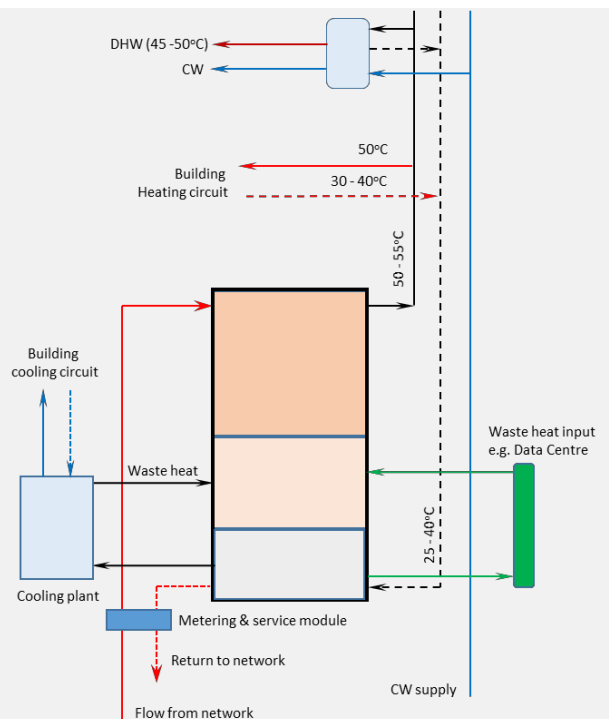 DHW (45 -50°C)
CW
50°C
Building
Heating circuit
30 - 40°C
50 - 55°C
Building
cooling circuit
Waste heat input
e.g. Data Centre
Waste heat
25 - 40°C
Cooling plant
Metering & service module
Return to network
CW supply
Flow from network